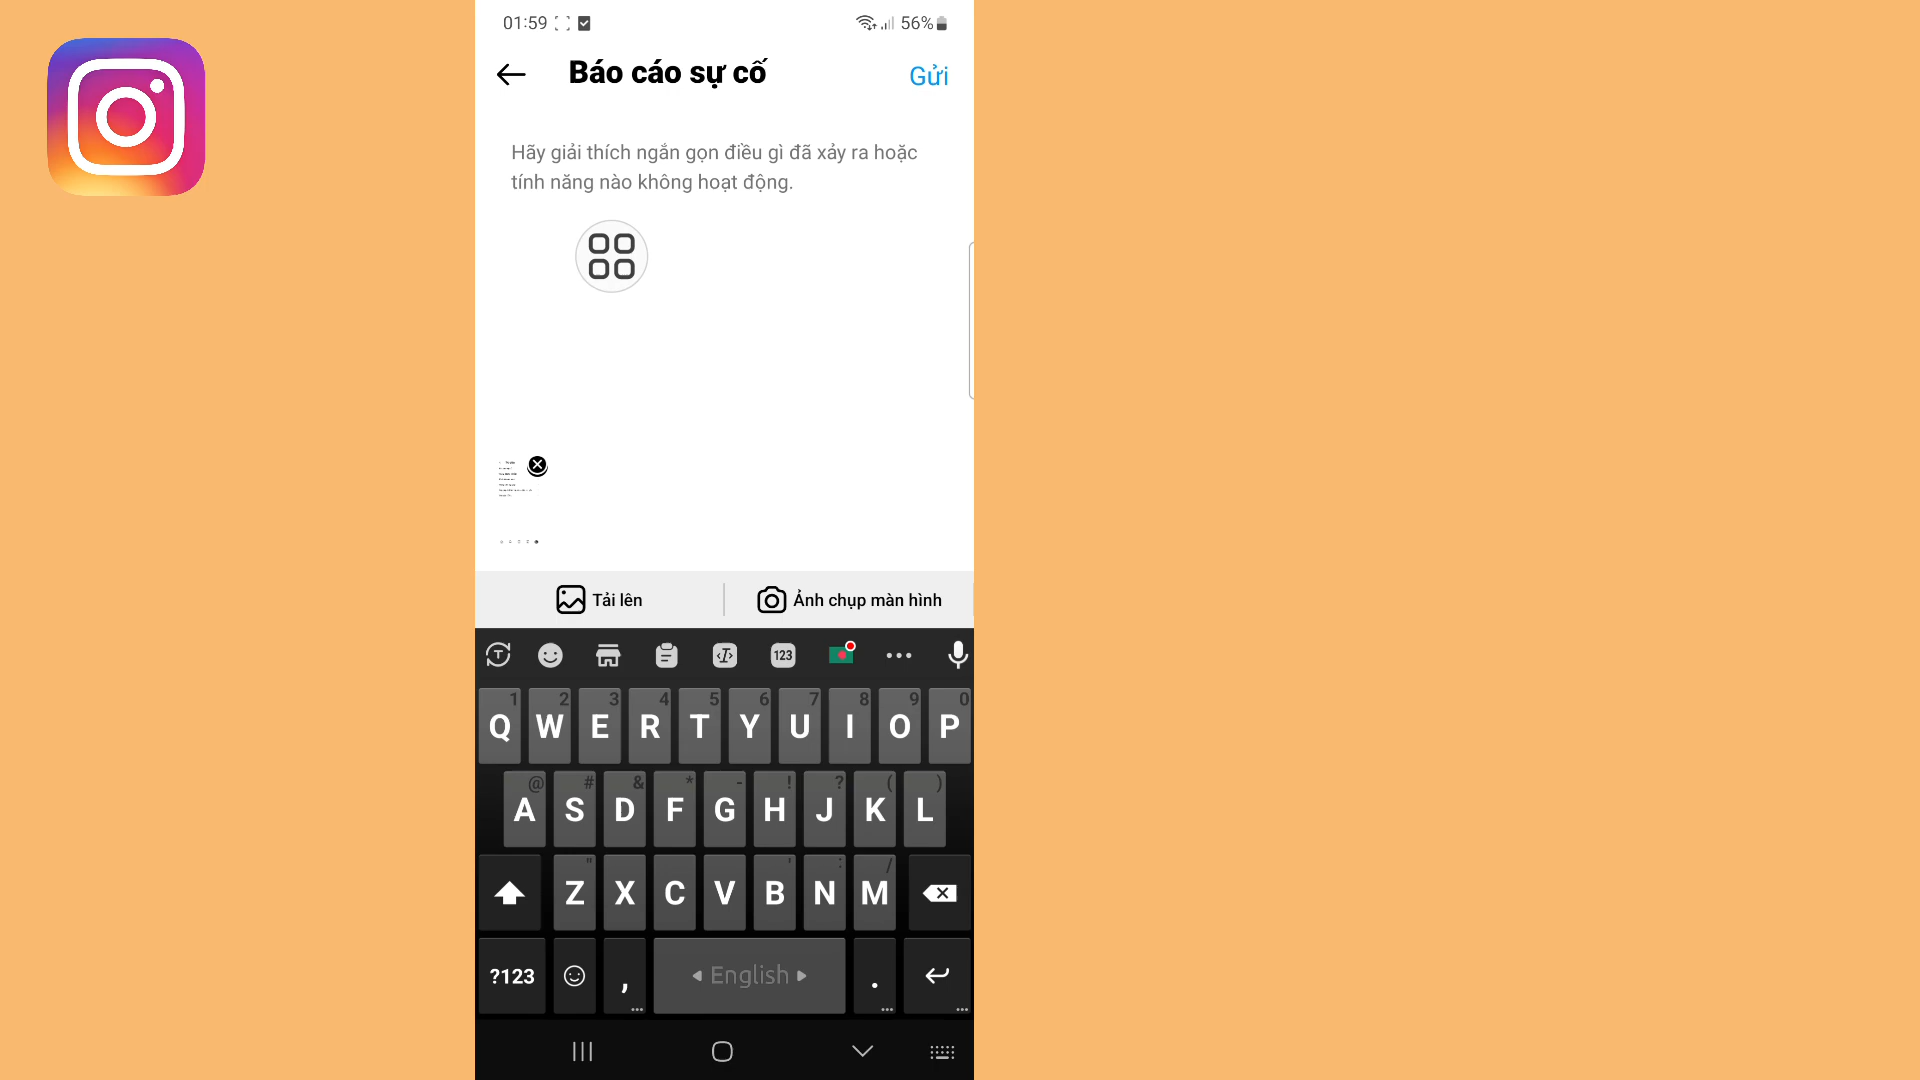 01:59
56%
Báo cáo sự cố
Gửi
Hãy giải thích ngắn gọn điều gì đã xảy ra hoặc
tính năng nào không hoạt động.
Tải lên
Ảnh chụp màn hình
T
123
1 2 3 4 5 6 7 8 9 0
Q W E R T Y U I O P
@ # & * - ! ? ( )
A S D F G H J K L
" ' : /
Z X C V B N M
?123 , English .